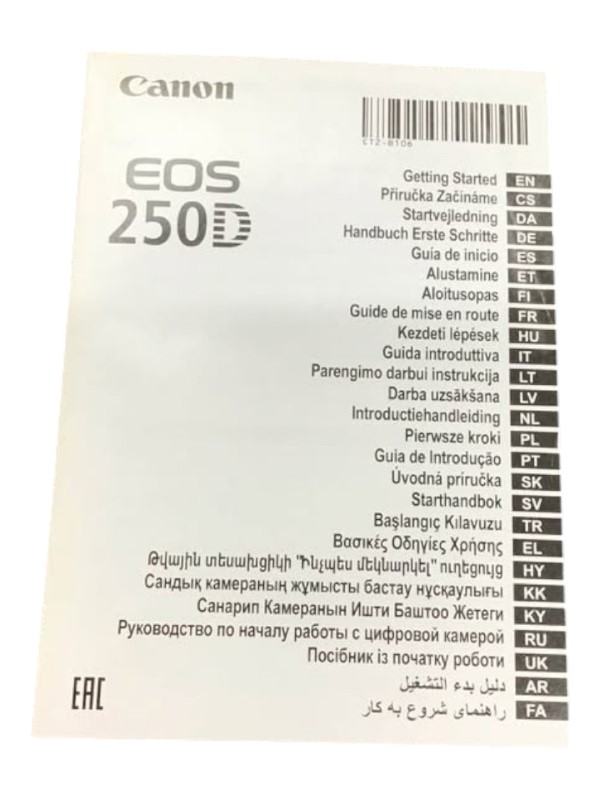 Canon
CT2-8106
EOS
250D
Getting Started EN
Příručka Začínáme CS
Startvejledning DA
Handbuch Erste Schritte DE
Guía de inicio ES
Alustamine ET
Aloitusopas FI
Guide de mise en route FR
Kezdeti lépések HU
Guida introduttiva IT
Parengimo darbui instrukcija LT
Darba uzsākšana LV
Introductiehandleiding NL
Pierwsze kroki PL
Guia de Introdução PT
Úvodná príručka SK
Starthandbok SV
Başlangıç Kılavuzu TR
Βασικές Οδηγίες Χρήσης EL
Թվային տեսախցիկի "Ինչպես մեկնարկել" ուղեցույց HY
Сандық камераның жұмысты бастау нұсқаулығы KK
Санарип Камеранын Ишти Баштоо Жетеги KY
Руководство по началу работы с цифровой камерой RU
Посібник із початку роботи UK
دليل بدء التشغيل AR
راهنمای شروع به کار FA
EAC